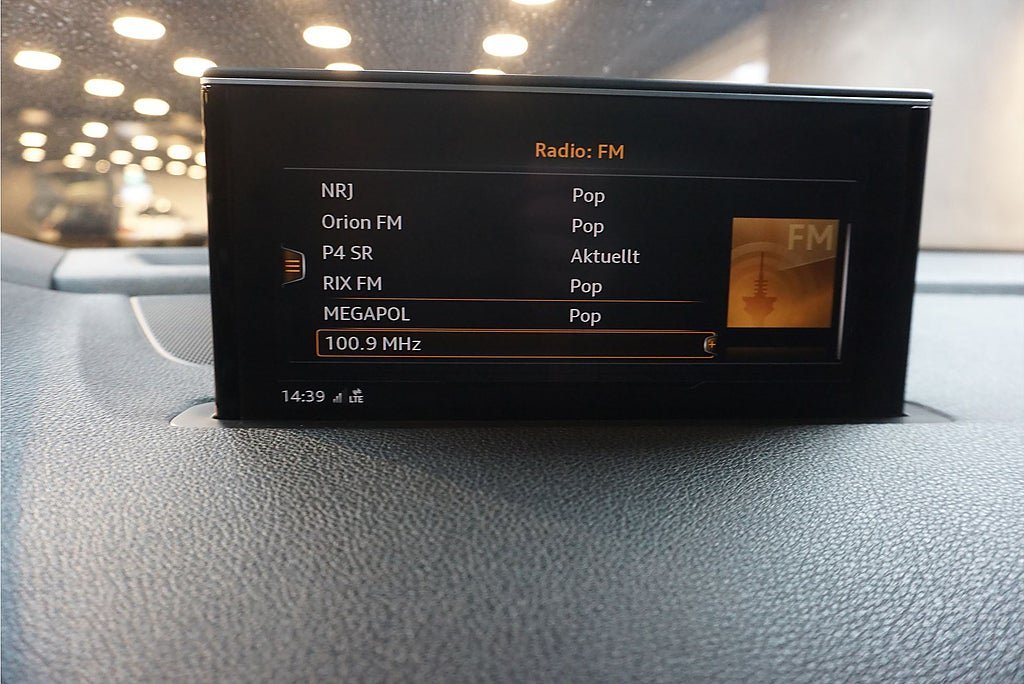 Radio: FM
NRJ Pop
Orion FM Pop
P4 SR Aktuellt
RIX FM Pop
MEGAPOL Pop
100.9 MHz
FM
14:39 LTE